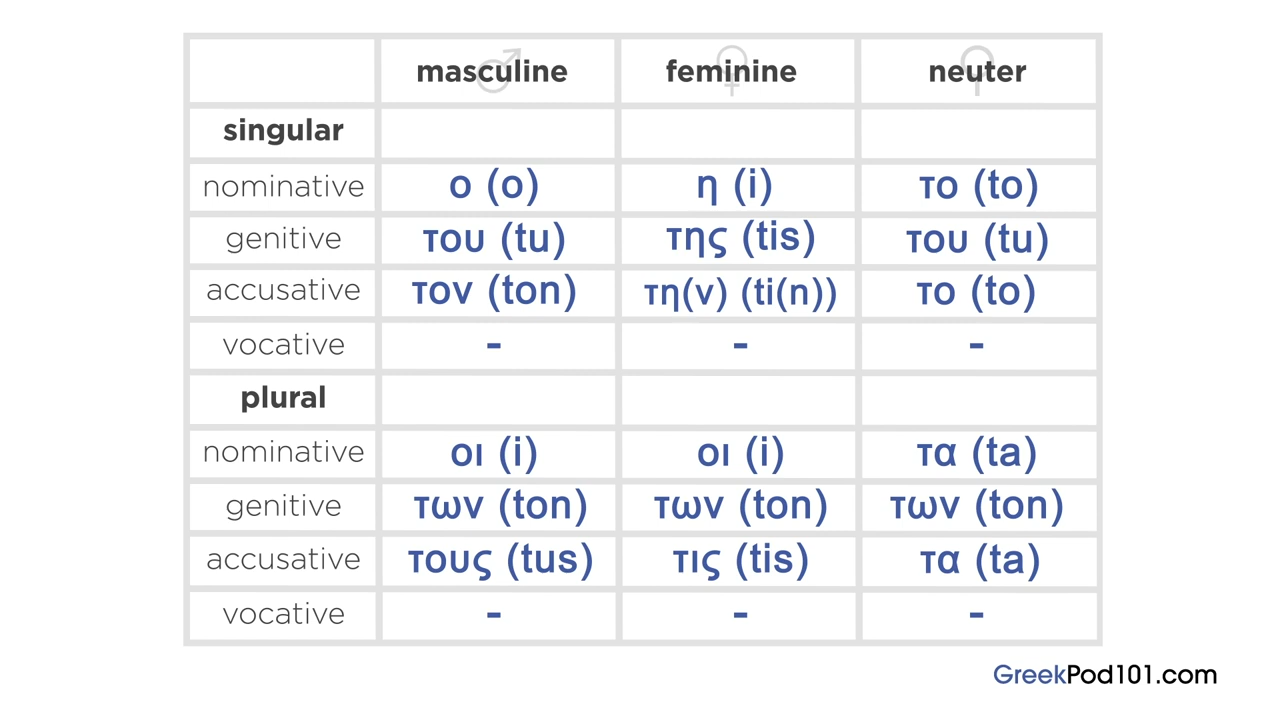 masculine feminine neuter
singular
nominative ο (o) η (i) το (to)
genitive του (tu) της (tis) του (tu)
accusative τον (ton) τη(ν) (ti(n)) το (to)
vocative - - -
plural
nominative οι (i) οι (i) τα (ta)
genitive των (ton) των (ton) των (ton)
accusative τους (tus) τις (tis) τα (ta)
vocative - - -
GreekPod101.com